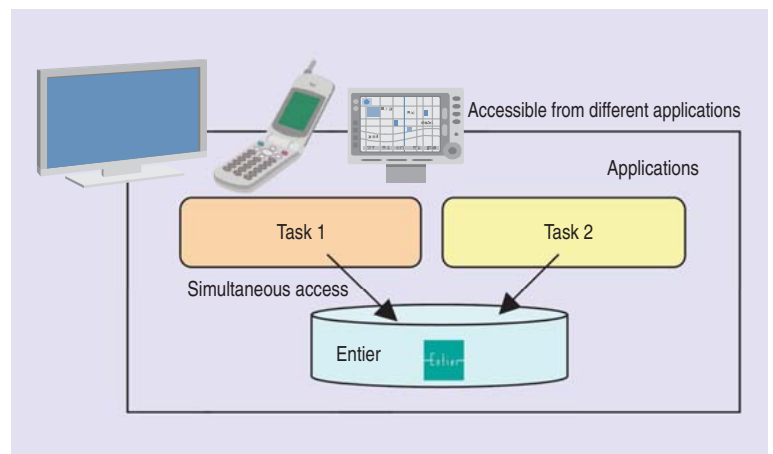 Accessible from different applications
Applications
Task 1
Task 2
Simultaneous access
Entier
Entier